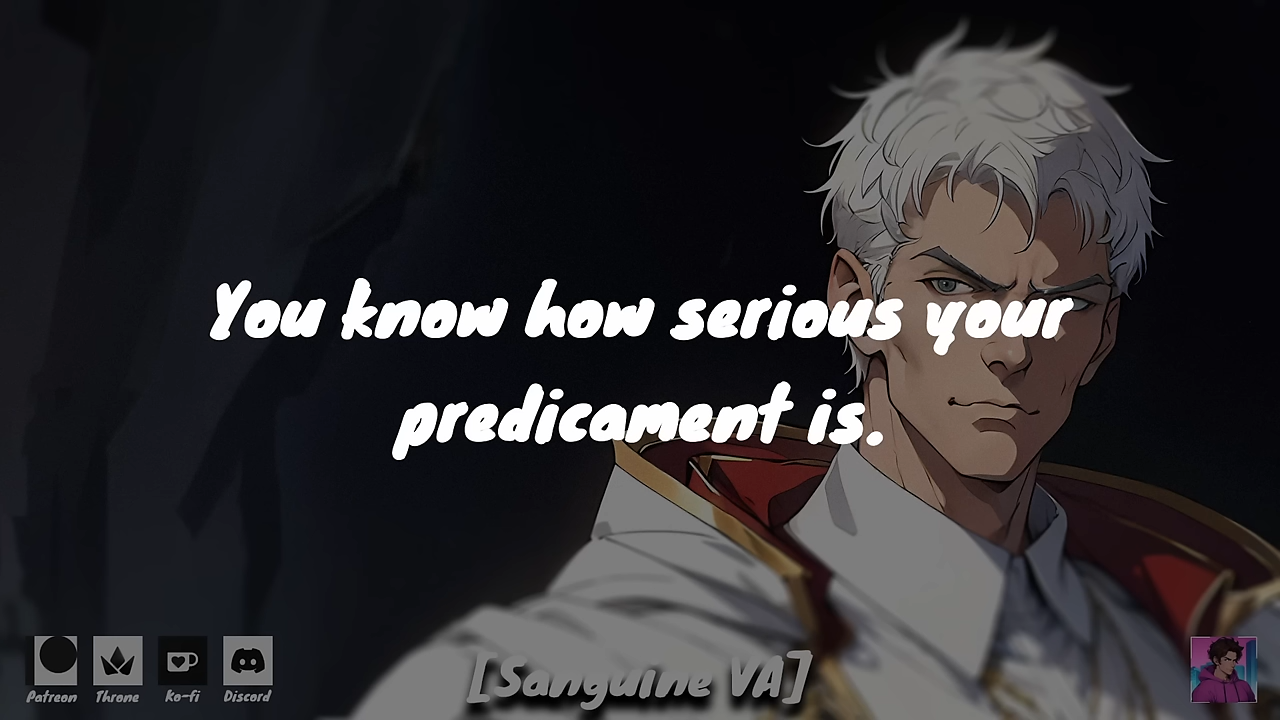 You know how serious your
predicament is.
[Sanguine VA]
Patreon Throne Ko-fi Discord